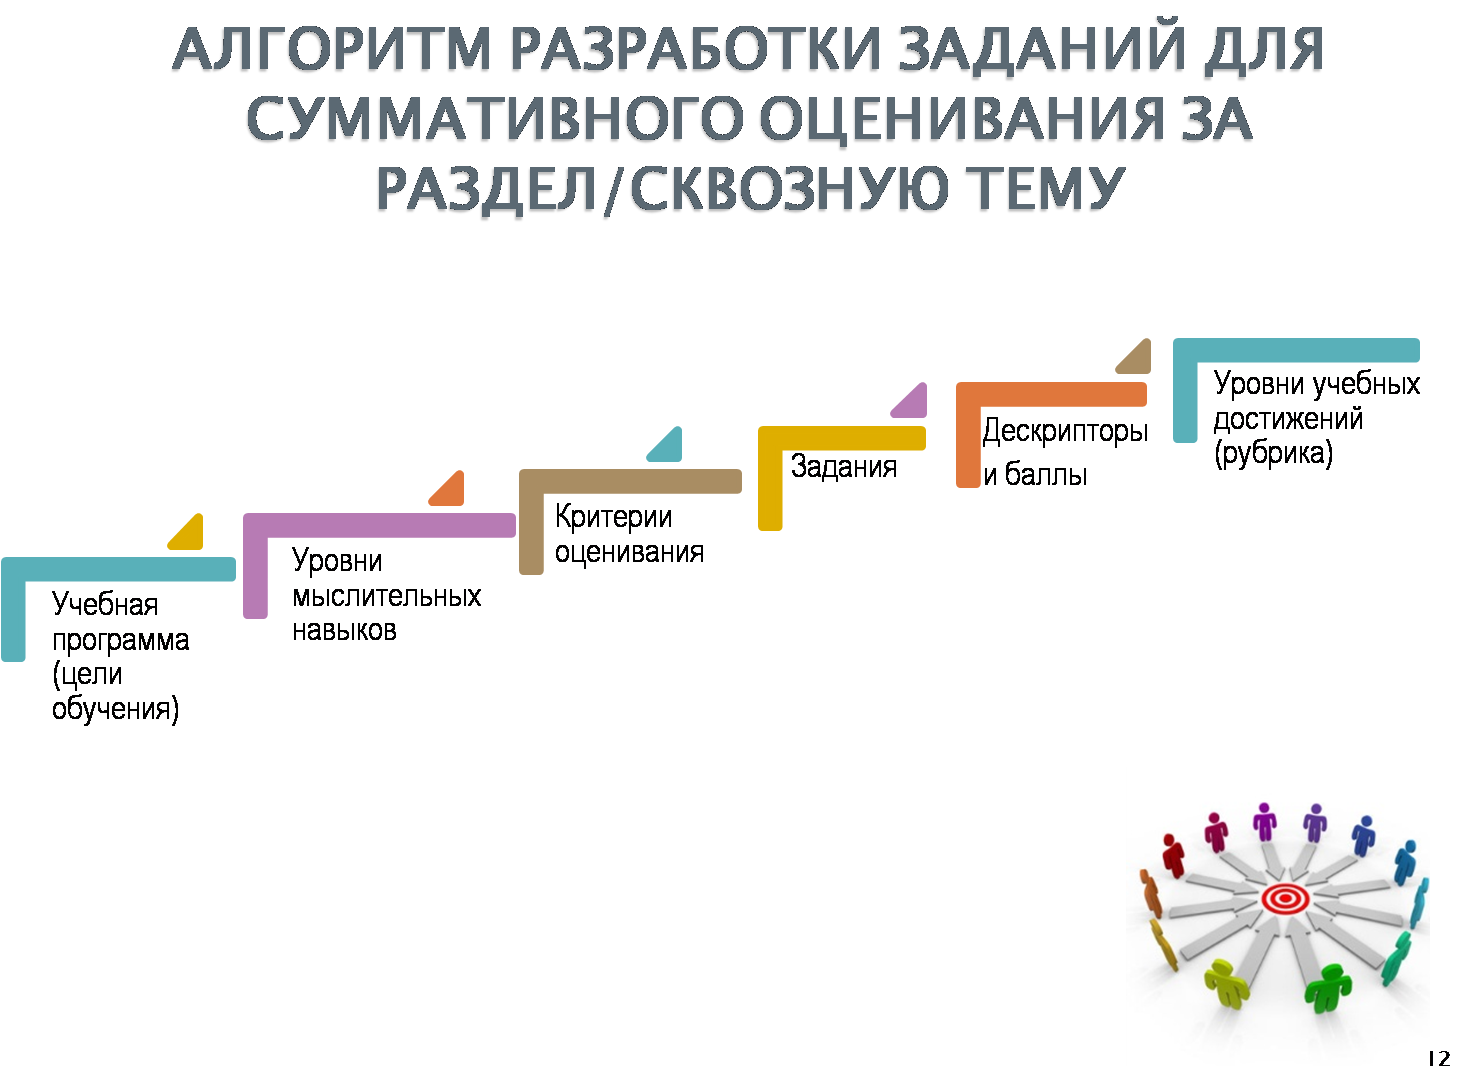 АЛГОРИТМ РАЗРАБОТКИ ЗАДАНИЙ ДЛЯ
СУММАТИВНОГО ОЦЕНИВАНИЯ ЗА
РАЗДЕЛ/СКВОЗНУЮ ТЕМУ
Учебная
программа
(цели
обучения)
Уровни
мыслительных
навыков
Критерии
оценивания
Задания
Дескрипторы
и баллы
Уровни учебных
достижений
(рубрика)
12